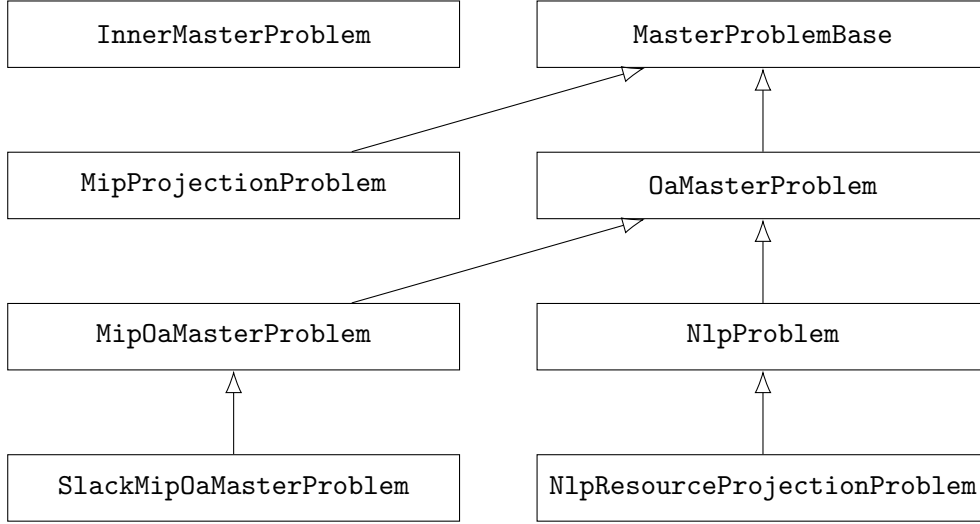 InnerMasterProblem
MasterProblemBase
MipProjectionProblem
OaMasterProblem
MipOaMasterProblem
NlpProblem
SlackMipOaMasterProblem
NlpResourceProjectionProblem